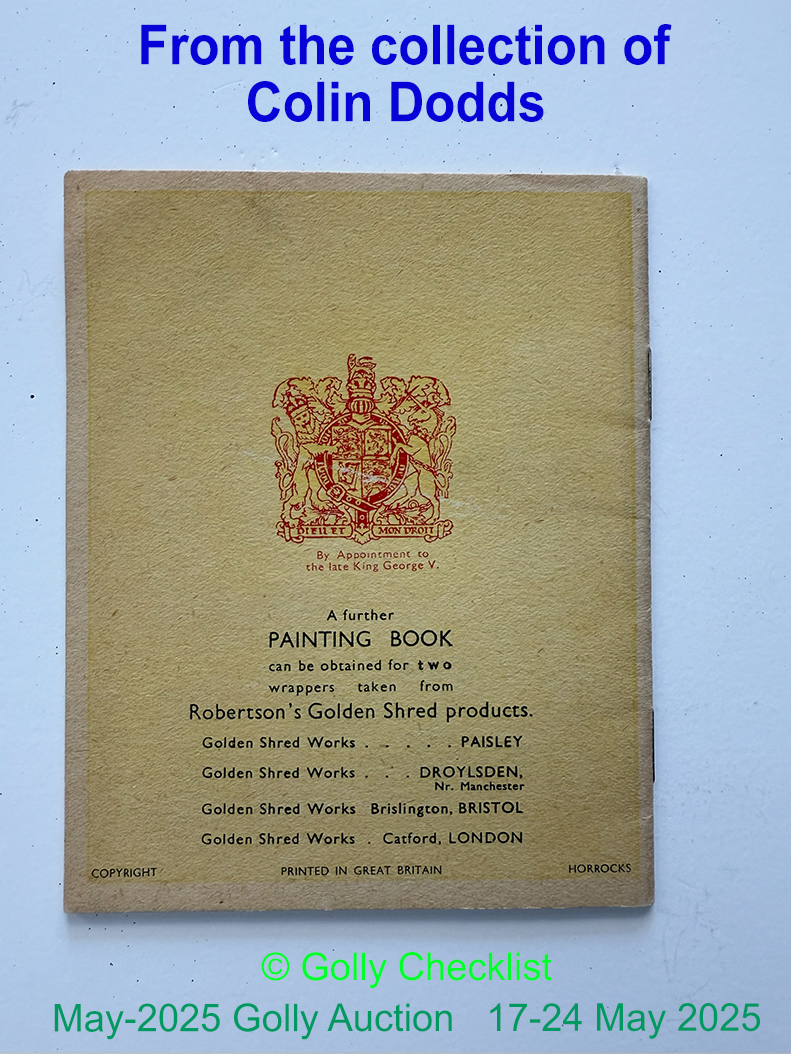 From the collection of
Colin Dodds
DIEU ET MON DROIT
By Appointment to
the late King George V.
A further
PAINTING BOOK
can be obtained for two
wrappers taken from
Robertson's Golden Shred products.
Golden Shred Works . . . . . PAISLEY
Golden Shred Works . . . DROYLSDEN,
Nr. Manchester
Golden Shred Works Brislington, BRISTOL
Golden Shred Works . Catford, LONDON
COPYRIGHT PRINTED IN GREAT BRITAIN HORROCKS
© Golly Checklist
May-2025 Golly Auction 17-24 May 2025